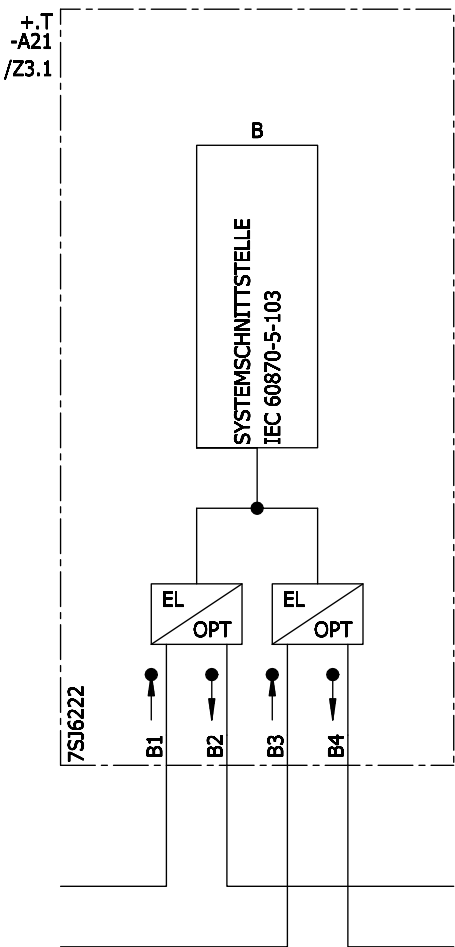 +.T
-A21
/Z3.1
B
SYSTEMSCHNITTSTELLE
IEC 60870-5-103
EL
OPT
EL
OPT
7SJ6222
B1
B2
B3
B4